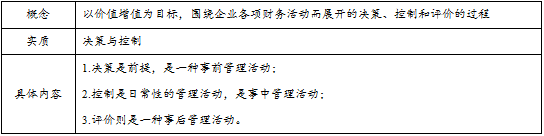 概念
以价值增值为目标，围绕企业各项财务活动而展开的决策、控制和评价的过程
实质
决策与控制
具体内容
1.决策是前提，是一种事前管理活动；
2.控制是日常性的管理活动，是事中管理活动；
3.评价则是一种事后管理活动。